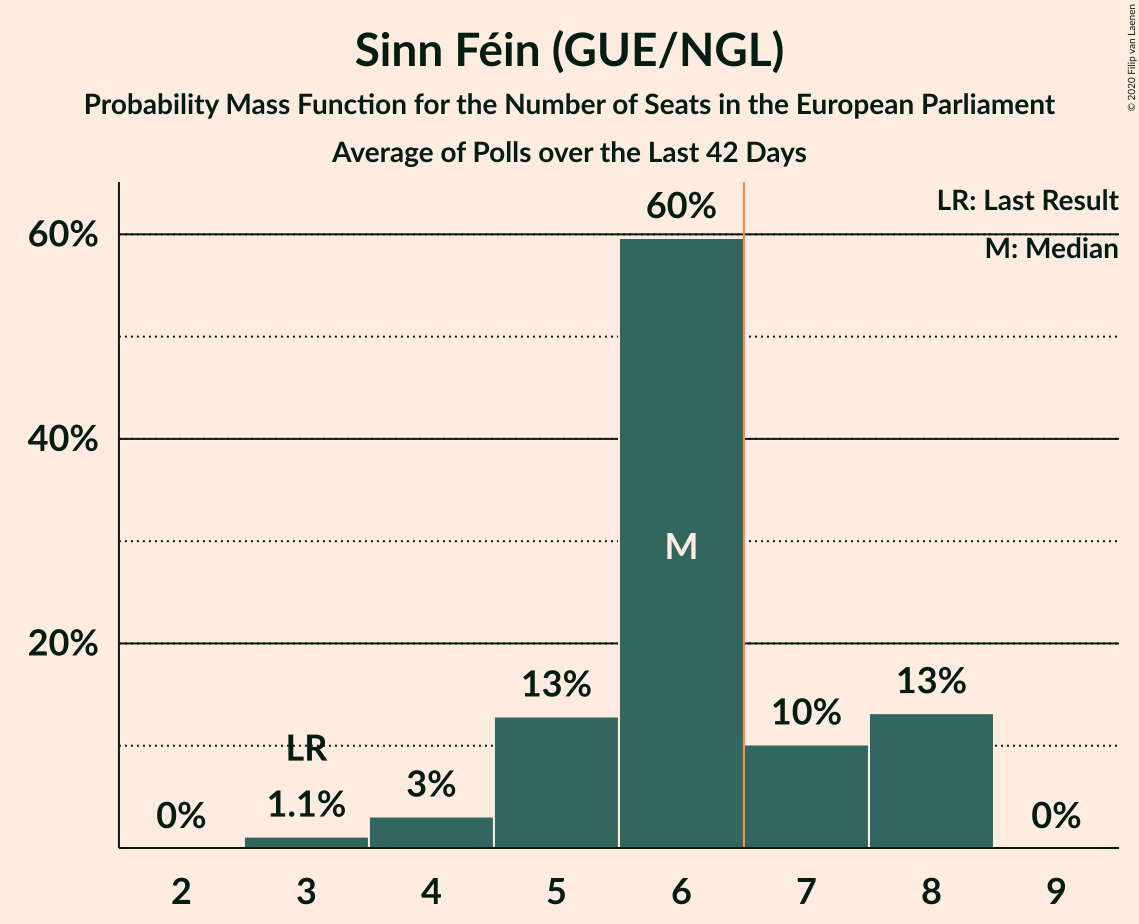 Sinn Féin (GUE/NGL)
Probability Mass Function for the Number of Seats in the European Parliament
Average of Polls over the Last 42 Days
© 2020 Filip van Laenen
LR: Last Result
M: Median
60%
40%
20%
0%
LR
1.1%
3%
13%
60%
M
10%
13%
0%
2 3 4 5 6 7 8 9